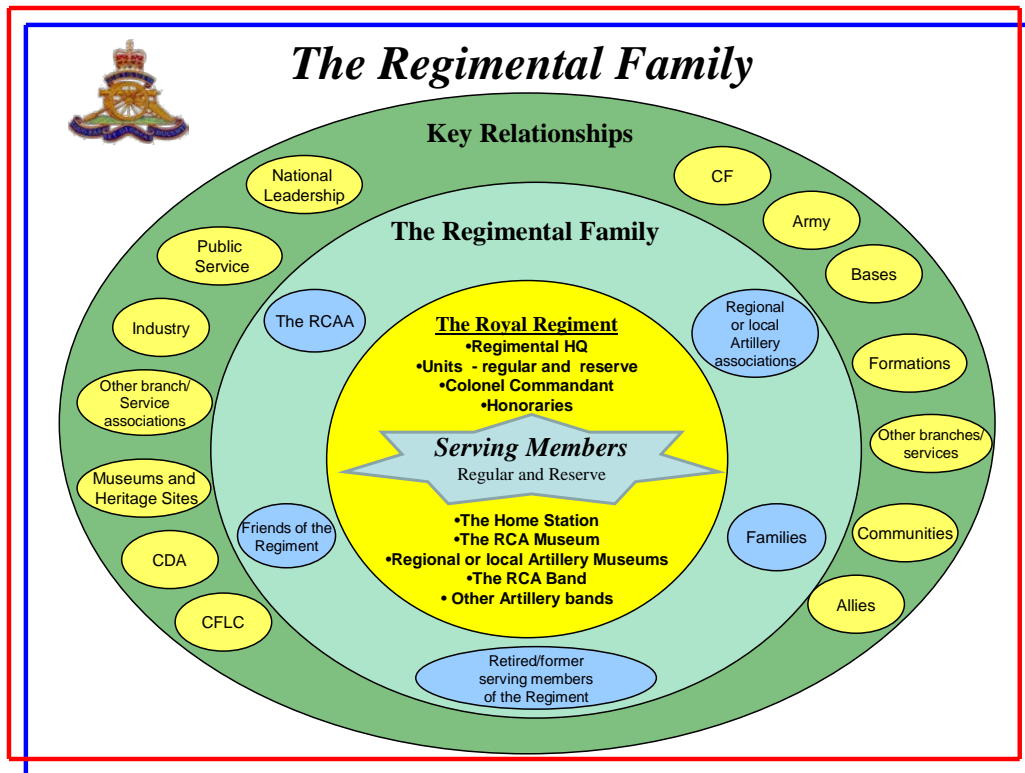 The Regimental Family
Key Relationships
National
Leadership
Public
Service
Industry
Other branch/
Service
associations
Museums and
Heritage Sites
CDA
CFLC
CF
Army
Bases
Formations
Other branches/
services
Communities
Allies
The Regimental Family
The RCAA
Regional
or local
Artillery
associations
Friends of the
Regiment
Families
Retired/former
serving members
of the Regiment
The Royal Regiment
•Regimental HQ
•Units - regular and reserve
•Colonel Commandant
•Honoraries
Serving Members
Regular and Reserve
•The Home Station
•The RCA Museum
•Regional or local Artillery Museums
•The RCA Band
• Other Artillery bands